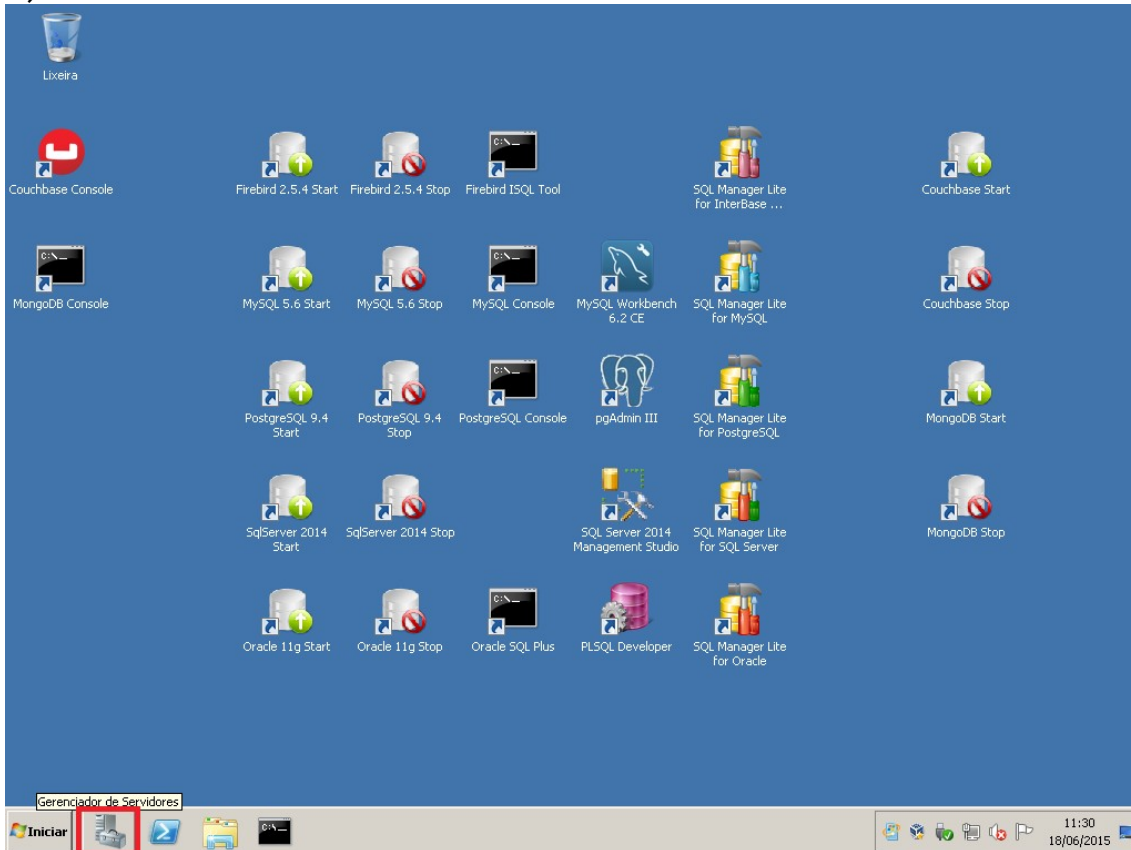 Lixeira
Couchbase Console
Firebird 2.5.4 Start
Firebird 2.5.4 Stop
Firebird ISQL Tool
SQL Manager Lite
for InterBase ...
Couchbase Start
MongoDB Console
MySQL 5.6 Start
MySQL 5.6 Stop
MySQL Console
MySQL Workbench
6.2 CE
SQL Manager Lite
for MySQL
Couchbase Stop
PostgreSQL 9.4
Start
PostgreSQL 9.4
Stop
PostgreSQL Console
pgAdmin III
SQL Manager Lite
for PostgreSQL
MongoDB Start
SqlServer 2014
Start
SqlServer 2014 Stop
SQL Server 2014
Management Studio
SQL Manager Lite
for SQL Server
MongoDB Stop
Oracle 11g Start
Oracle 11g Stop
Oracle SQL Plus
PLSQL Developer
SQL Manager Lite
for Oracle
Gerenciador de Servidores
Iniciar
11:30
18/06/2015